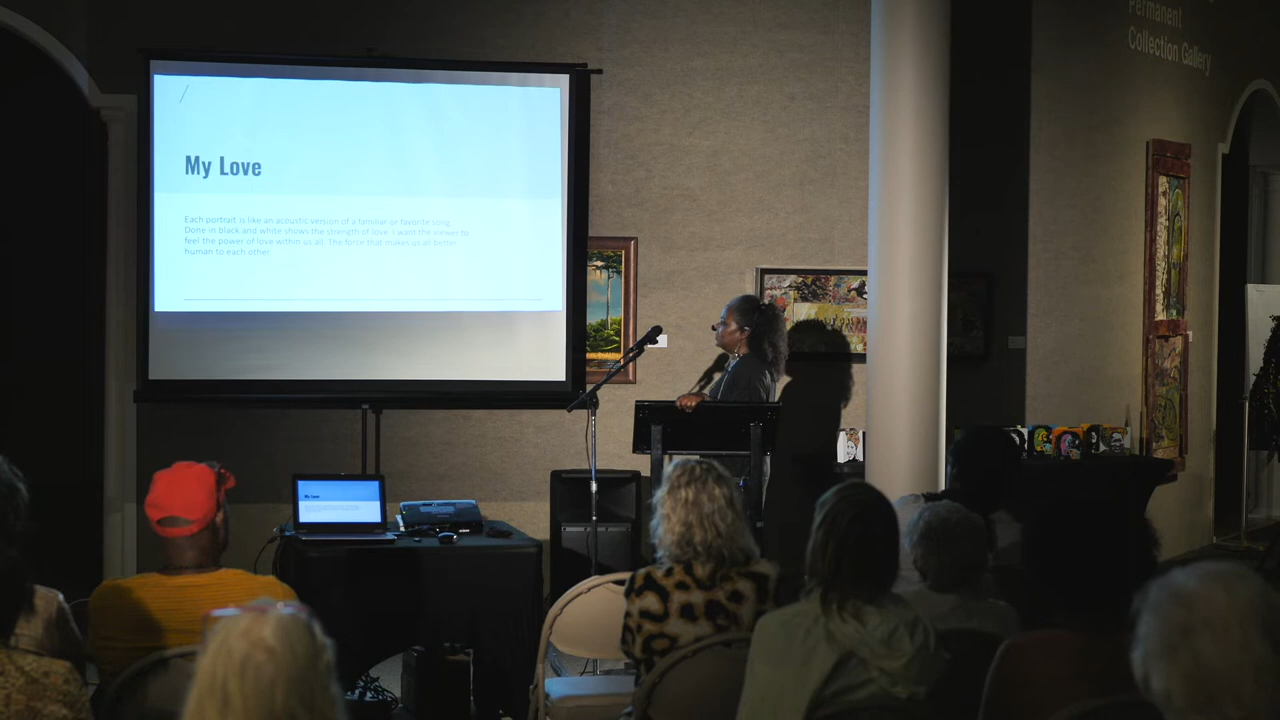 My Love
Each portrait is like an acoustic version of a familiar or favorite song.
Done in black and white shows the strength of love. I want the viewer to
feel the power of love within us all. The force that makes us all better
human to each other.
Permanent
Collection Gallery
My Love